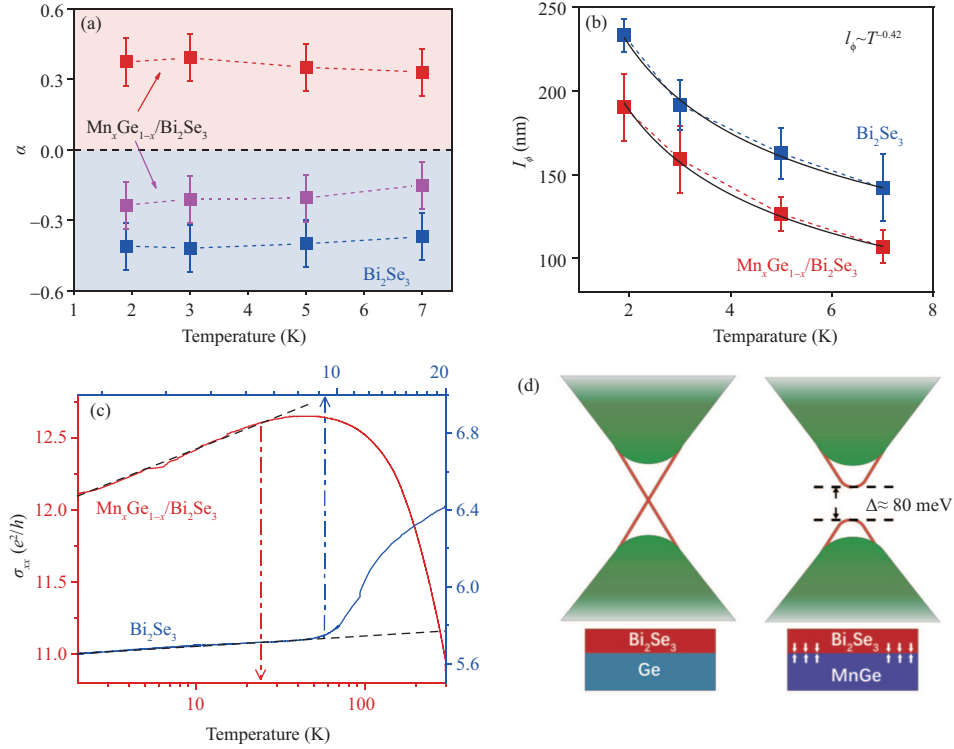 (a)
0.6
0.3
0.0
−0.3
−0.6
α
MnₓGe₁₋ₓ/Bi₂Se₃
Bi₂Se₃
1 2 3 4 5 6 7
Temperature (K)
(b)
lϕ~T⁻⁰·⁴²
250
200
150
100
Iϕ (nm)
Bi₂Se₃
MnₓGe₁₋ₓ/Bi₂Se₃
2 4 6 8
Temparature (K)
10 20
(c)
12.5
12.0
11.0
6.8
6.4
6.0
5.6
σₓₓ (e²/h)
MnₓGe₁₋ₓ/Bi₂Se₃
Bi₂Se₃
10 100
Temperature (K)
(d)
Δ≈ 80 meV
Bi₂Se₃
Ge
Bi₂Se₃
MnGe